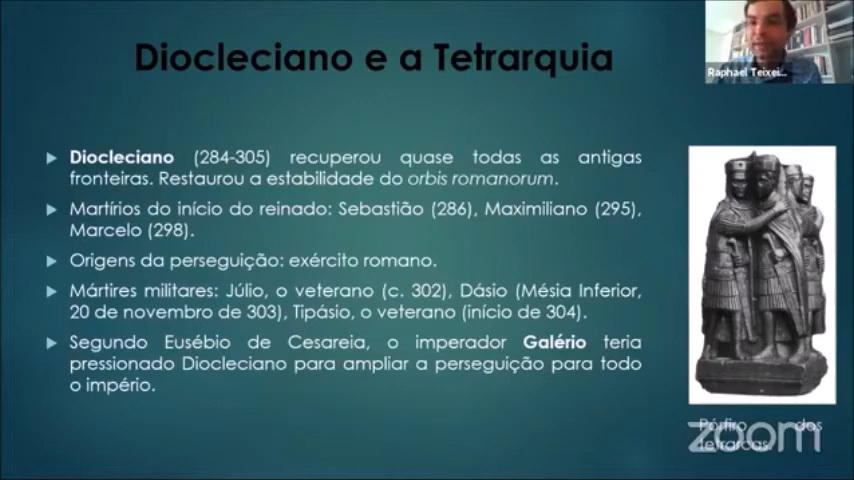 Diocleciano e a Tetrarquia
Raphael Teixei...
Diocleciano (284-305) recuperou quase todas as antigas
fronteiras. Restaurou a estabilidade do orbis romanorum.
Martírios do início do reinado: Sebastião (286), Maximiliano (295),
Marcelo (298).
Origens da perseguição: exército romano.
Mártires militares: Júlio, o veterano (c. 302), Dásio (Mésia Inferior,
20 de novembro de 303), Tipásio, o veterano (início de 304).
Segundo Eusébio de Cesareia, o imperador Galério teria
pressionado Diocleciano para ampliar a perseguição para todo
o império.
Pórfiro dos
tetrarcas.
zoom